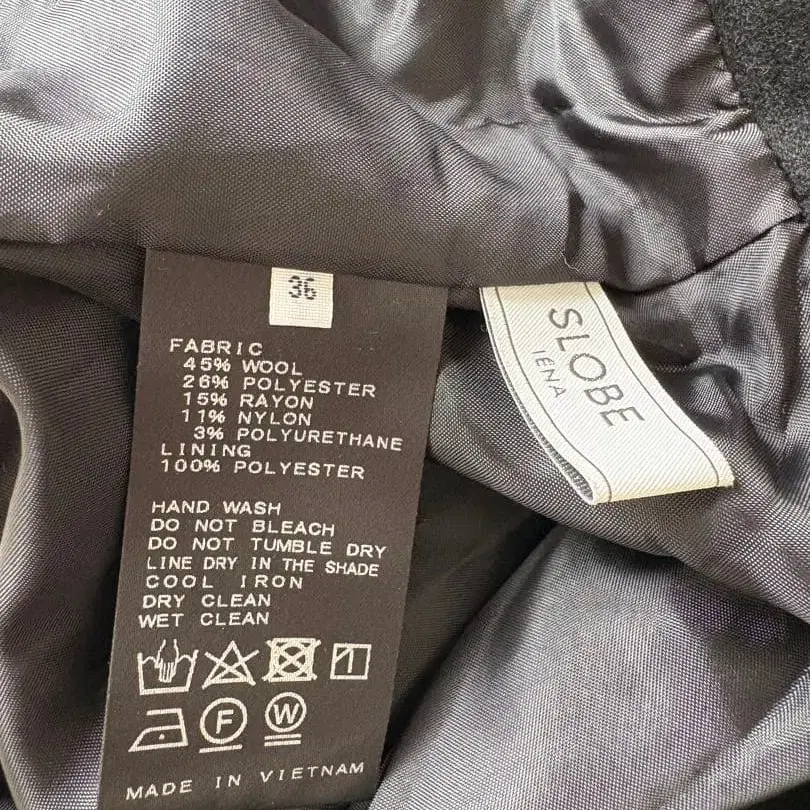 36
FABRIC
45% WOOL
26% POLYESTER
15% RAYON
11% NYLON
3% POLYURETHANE
LINING
100% POLYESTER
HAND WASH
DO NOT BLEACH
DO NOT TUMBLE DRY
LINE DRY IN THE SHADE
COOL IRON
DRY CLEAN
WET CLEAN
F W
MADE IN VIETNAM
SLOBE
IÉNA